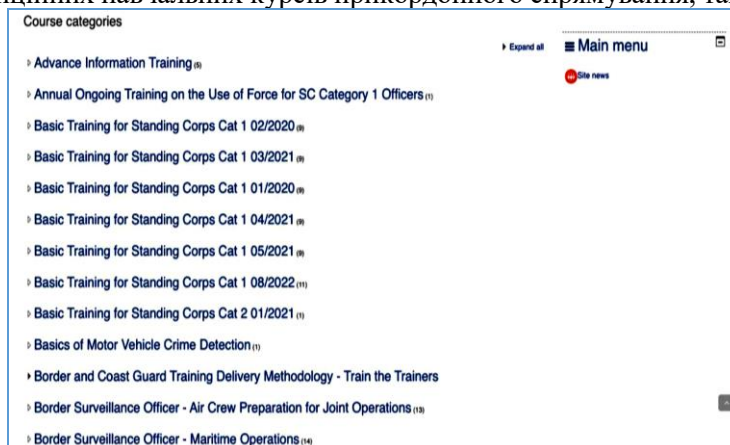 навчальних курсів прикордонного спрямування, та
Course categories
Expand all
Main menu
Site news
Advance Information Training (5)
Annual Ongoing Training on the Use of Force for SC Category 1 Officers (1)
Basic Training for Standing Corps Cat 1 02/2020 (9)
Basic Training for Standing Corps Cat 1 03/2021 (9)
Basic Training for Standing Corps Cat 1 01/2020 (9)
Basic Training for Standing Corps Cat 1 04/2021 (9)
Basic Training for Standing Corps Cat 1 05/2021 (9)
Basic Training for Standing Corps Cat 1 08/2022 (11)
Basic Training for Standing Corps Cat 2 01/2021 (1)
Basics of Motor Vehicle Crime Detection (1)
Border and Coast Guard Training Delivery Methodology - Train the Trainers
Border Surveillance Officer - Air Crew Preparation for Joint Operations (13)
Border Surveillance Officer - Maritime Operations (14)